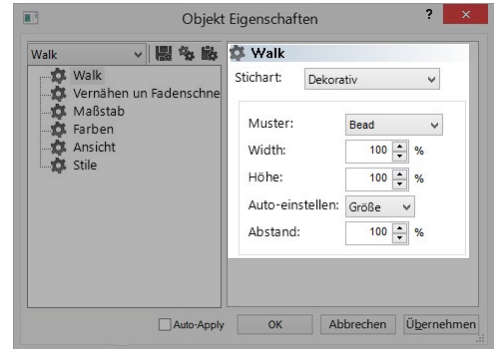 Objekt Eigenschaften
?
Walk
Walk
Vernähen un Fadenschne
Maßstab
Farben
Ansicht
Stile
Walk
Stichart: Dekorativ
Muster: Bead
Width: 100 %
Höhe: 100 %
Auto-einstellen: Größe
Abstand: 100 %
Auto-Apply
OK
Abbrechen
Übernehmen